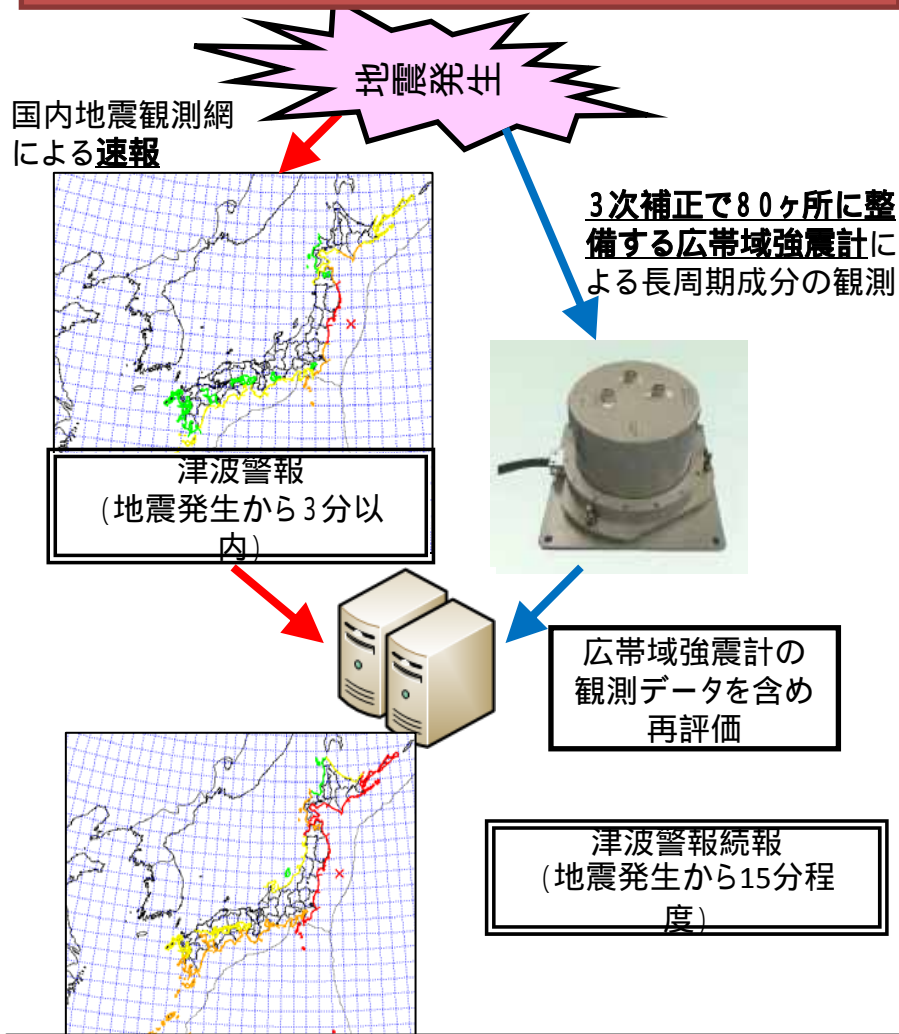 地震発生
国内地震観測網
による速報
3次補正で80ヶ所に整
備する広帯域強震計に
よる長周期成分の観測
津波警報
(地震発生から3分以
内)
広帯域強震計の
観測データを含め
再評価
津波警報続報
(地震発生から15分程
度)